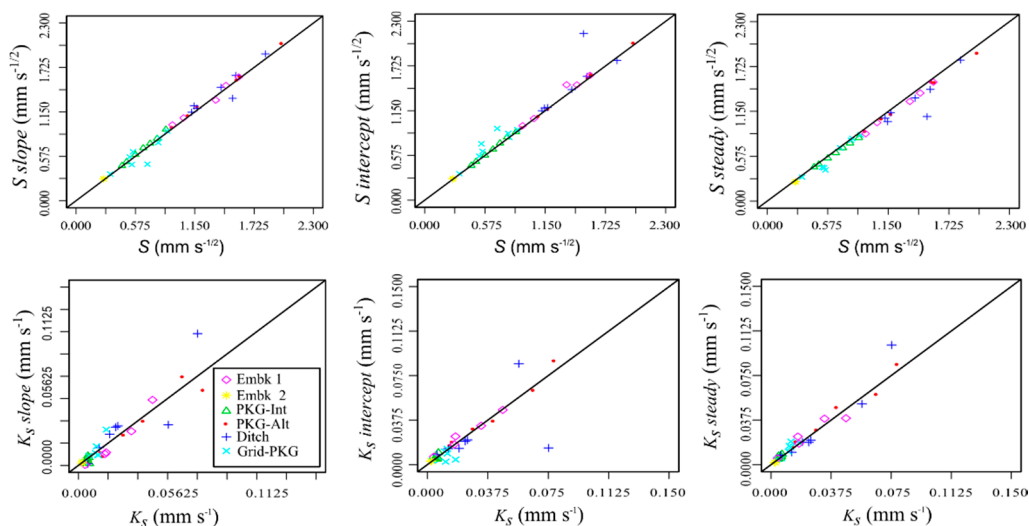 S slope (mm s-1/2)
0.000 0.575 1.150 1.725 2.300
0.000 0.575 1.150 1.725 2.300
S (mm s-1/2)
S intercept (mm s-1/2)
0.000 0.575 1.150 1.725 2.300
0.000 0.575 1.150 1.725 2.300
S (mm s-1/2)
S steady (mm s-1/2)
0.000 0.575 1.150 1.725 2.300
0.000 0.575 1.150 1.725 2.300
S (mm s-1/2)
Ks slope (mm s-1)
0.0000 0.05625 0.1125
Embk 1
Embk 2
PKG-Int
PKG-Alt
Ditch
Grid-PKG
0.000 0.05625 0.1125
Ks (mm s-1)
Ks intercept (mm s-1)
0.0000 0.0375 0.0750 0.1125 0.1500
0.000 0.0375 0.075 0.1125 0.150
Ks (mm s-1)
Ks steady (mm s-1)
0.0000 0.0375 0.0750 0.1125 0.1500
0.000 0.0375 0.075 0.1125 0.150
Ks (mm s-1)